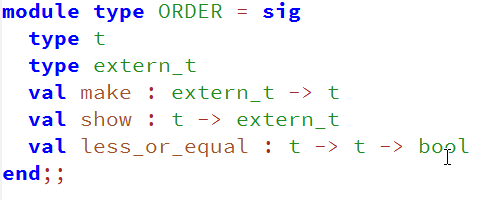 module type ORDER = sig
  type t
  type extern_t
  val make : extern_t -> t
  val show : t -> extern_t
  val less_or_equal : t -> t -> bool
end;;